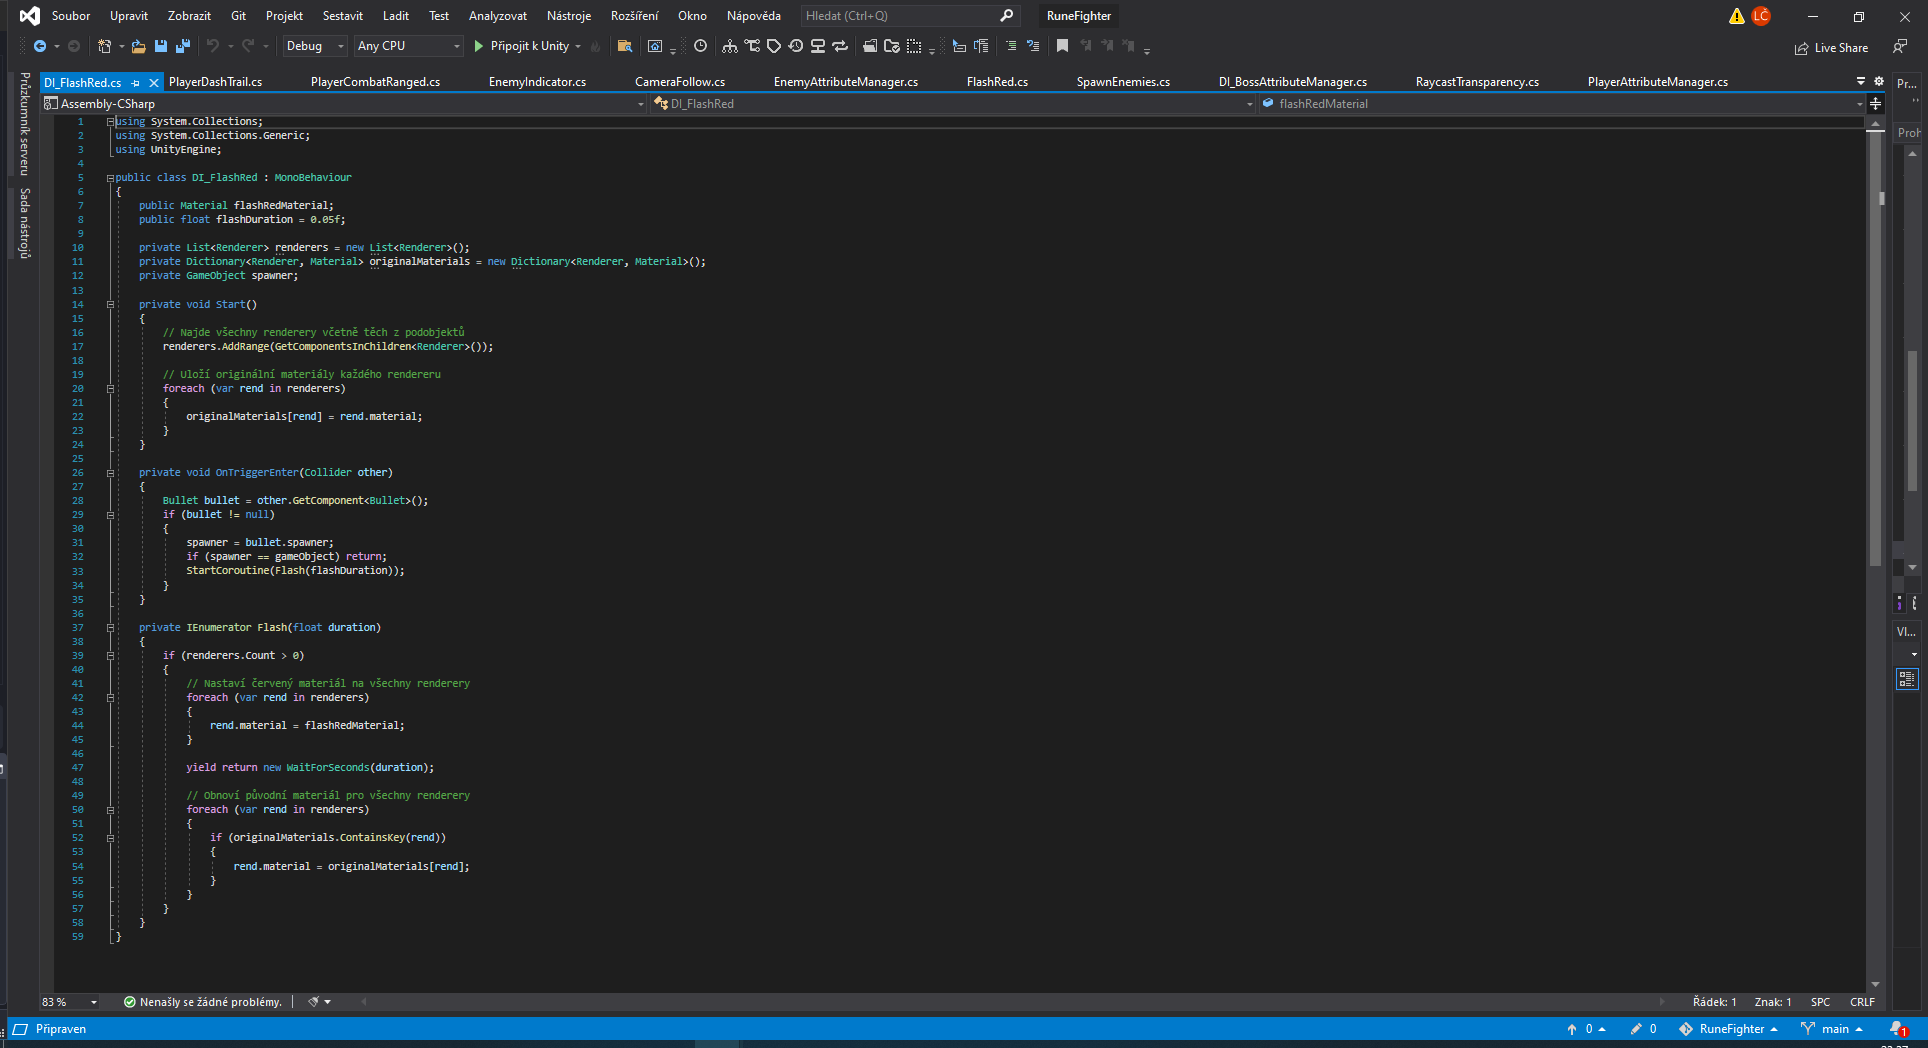 Soubor Upravit Zobrazit Git Projekt Sestavit Ladit Test Analyzovat Nástroje Rozšíření Okno Nápověda Hledat (Ctrl+Q) RuneFighter LČ
Debug Any CPU Připojit k Unity Live Share
DI_FlashRed.cs PlayerDashTrail.cs PlayerCombatRanged.cs EnemyIndicator.cs CameraFollow.cs EnemyAttributeManager.cs FlashRed.cs SpawnEnemies.cs DI_BossAttributeManager.cs RaycastTransparency.cs PlayerAttributeManager.cs
Assembly-CSharp DI_FlashRed flashRedMaterial
Průzkumník serveru
Sada nástrojů
1 using System.Collections;
2 using System.Collections.Generic;
3 using UnityEngine;
4
5 public class DI_FlashRed : MonoBehaviour
6 {
7 public Material flashRedMaterial;
8 public float flashDuration = 0.05f;
9
10 private List<Renderer> renderers = new List<Renderer>();
11 private Dictionary<Renderer, Material> originalMaterials = new Dictionary<Renderer, Material>();
12 private GameObject spawner;
13
14 private void Start()
15 {
16 // Najde všechny renderery včetně těch z podobjektů
17 renderers.AddRange(GetComponentsInChildren<Renderer>());
18
19 // Uloží originální materiály každého rendereru
20 foreach (var rend in renderers)
21 {
22 originalMaterials[rend] = rend.material;
23 }
24 }
25
26 private void OnTriggerEnter(Collider other)
27 {
28 Bullet bullet = other.GetComponent<Bullet>();
29 if (bullet != null)
30 {
31 spawner = bullet.spawner;
32 if (spawner == gameObject) return;
33 StartCoroutine(Flash(flashDuration));
34 }
35 }
36
37 private IEnumerator Flash(float duration)
38 {
39 if (renderers.Count > 0)
40 {
41 // Nastaví červený materiál na všechny renderery
42 foreach (var rend in renderers)
43 {
44 rend.material = flashRedMaterial;
45 }
46
47 yield return new WaitForSeconds(duration);
48
49 // Obnoví původní materiál pro všechny renderery
50 foreach (var rend in renderers)
51 {
52 if (originalMaterials.ContainsKey(rend))
53 {
54 rend.material = originalMaterials[rend];
55 }
56 }
57 }
58 }
59 }
Pr...
Proh
Vl...
83 % Nenašly se žádné problémy. Řádek: 1 Znak: 1 SPC CRLF
Připraven 0 0 RuneFighter main 1